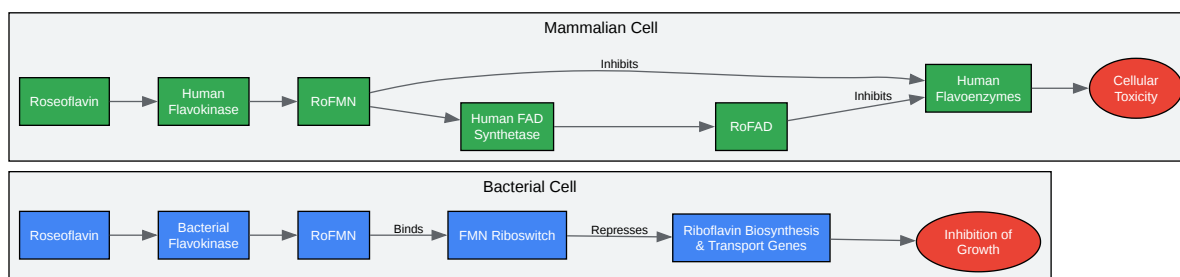 Mammalian Cell
Roseoflavin
Human
Flavokinase
RoFMN
Inhibits
Human FAD
Synthetase
RoFAD
Inhibits
Human
Flavoenzymes
Cellular
Toxicity
Bacterial Cell
Roseoflavin
Bacterial
Flavokinase
RoFMN
Binds
FMN Riboswitch
Represses
Riboflavin Biosynthesis
& Transport Genes
Inhibition of
Growth